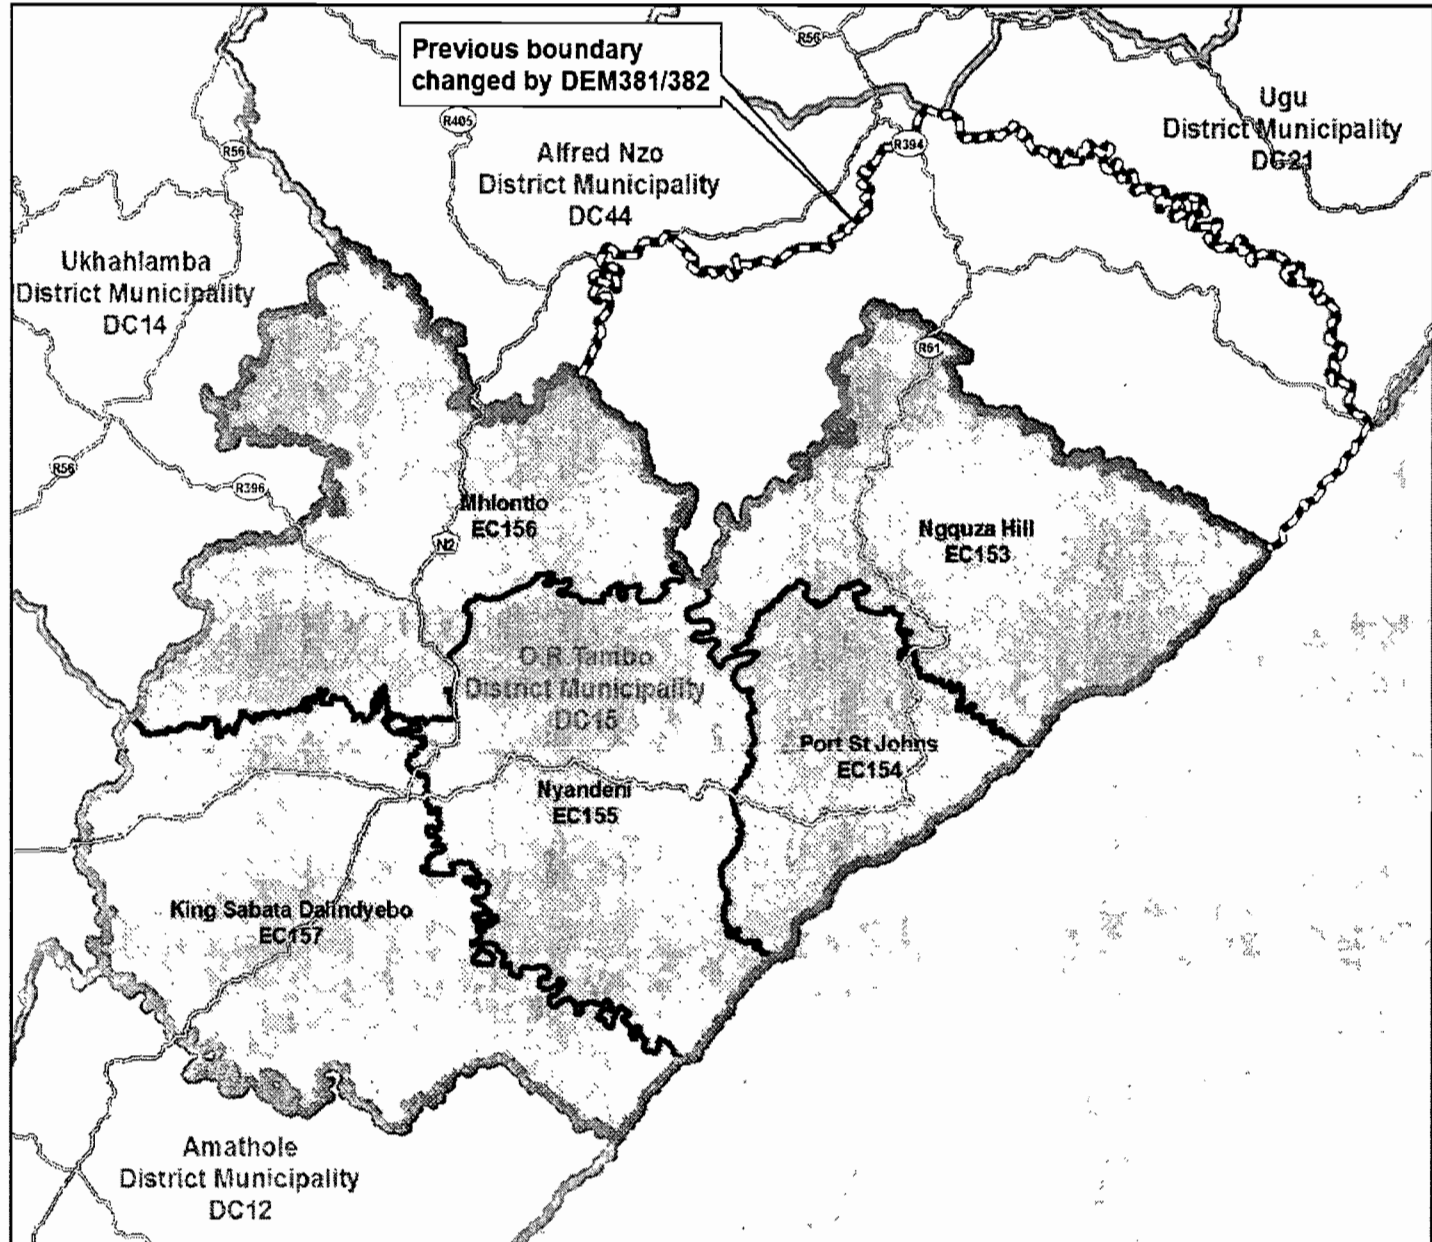 Previous boundary
changed by DEM381/382
R56
Ugu
District Municipality
DC21
R405
R56
R394
Alfred Nzo
District Municipality
DC44
Ukhahlamba
District Municipality
DC14
R61
R56
R396
Mhlontlo
EC156
N2
Ngquza Hill
EC153
O.R.Tambo
District Municipality
DC15
Port St Johns
EC154
Nyandeni
EC155
King Sabata Dalindyebo
EC157
Amathole
District Municipality
DC12